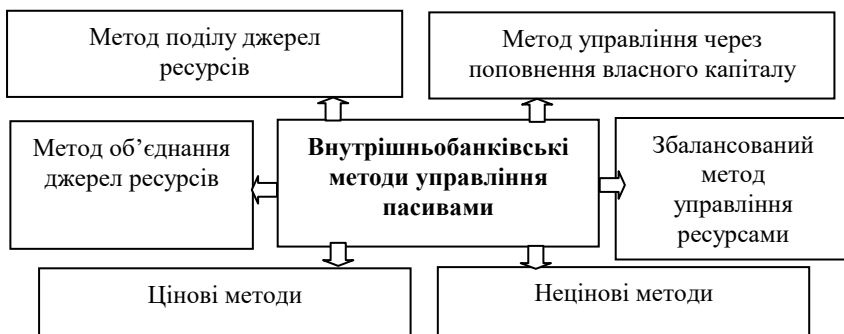 Метод поділу джерел
ресурсів
Метод управління через
поповнення власного капіталу
Метод об’єднання
джерел ресурсів
Внутрішньобанківські
методи управління
пасивами
Збалансований
метод
управління
ресурсами
Цінові методи
Нецінові методи